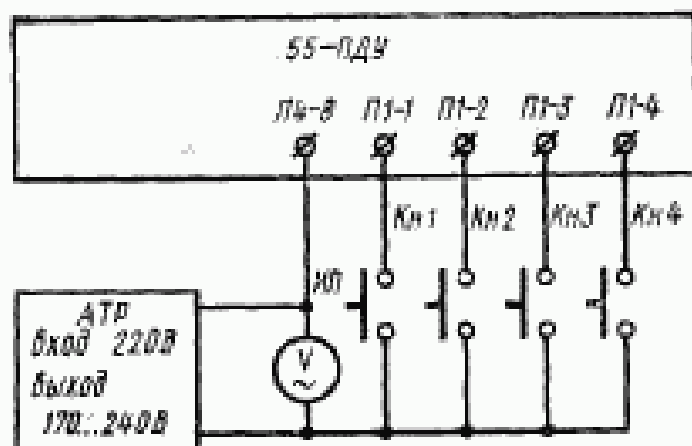 55-ПДУ
П4-8 П1-1 П1-2 П1-3 П1-4
Кн1 Кн2 Кн3 Кн4
ИП
АТР
Вход 220В
Выход
170...240В
V
~